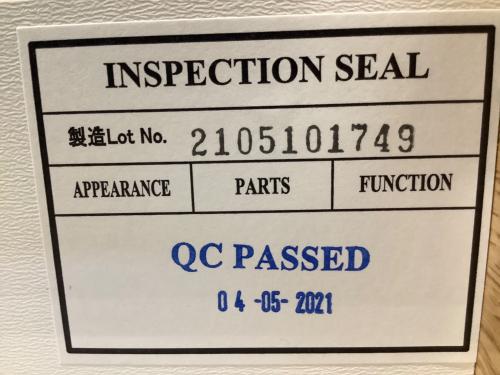 INSPECTION SEAL
製造Lot No. 2105101749
APPEARANCE PARTS FUNCTION
QC PASSED
04-05-2021